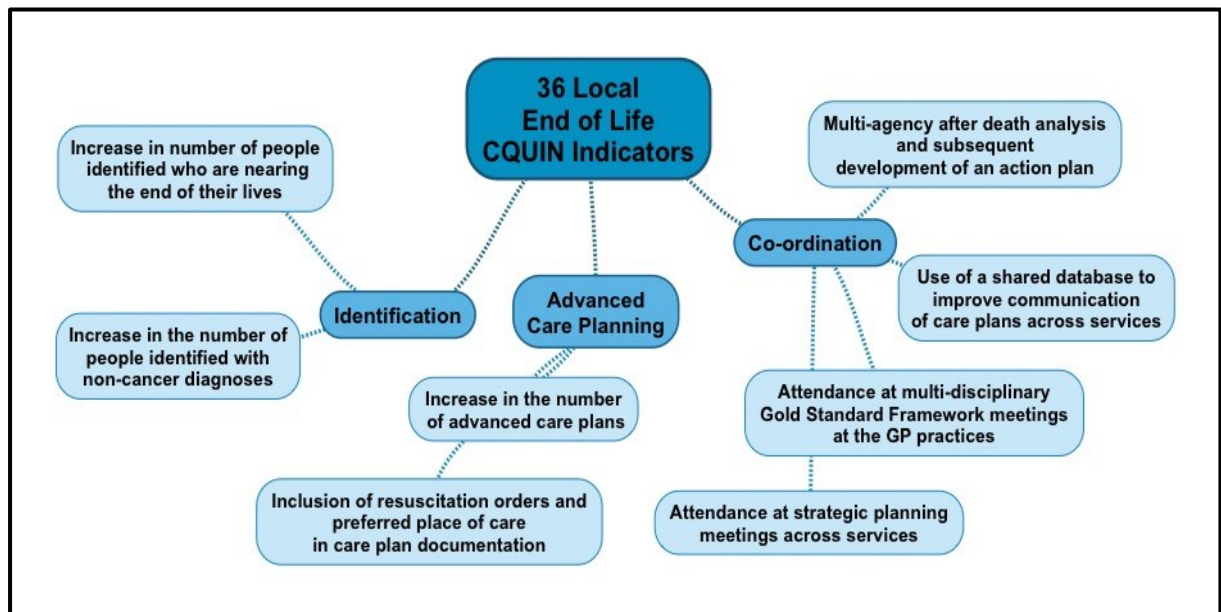 36 Local
End of Life
CQUIN Indicators
Increase in number of people
identified who are nearing
the end of their lives
Increase in the number of
people identified with
non-cancer diagnoses
Identification
Advanced
Care Planning
Increase in the number
of advanced care plans
Inclusion of resuscitation orders and
preferred place of care
in care plan documentation
Co-ordination
Multi-agency after death analysis
and subsequent
development of an action plan
Use of a shared database to
improve communication
of care plans across services
Attendance at multi-disciplinary
Gold Standard Framework meetings
at the GP practices
Attendance at strategic planning
meetings across services